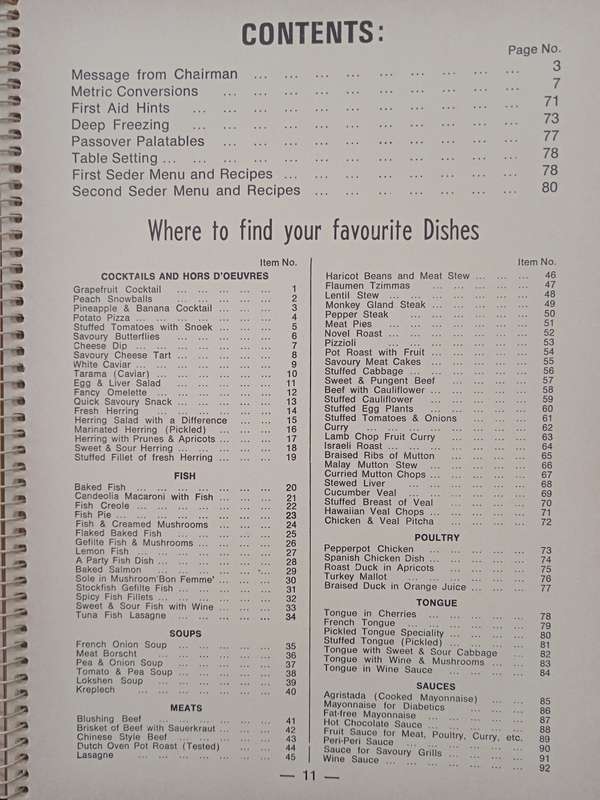 CONTENTS:
Page No.
Message from Chairman ... ... ... ... ... ... ... ... ... 3
Metric Conversions ... ... ... ... ... ... ... ... ... 7
First Aid Hints ... ... ... ... ... ... ... ... ... ... 71
Deep Freezing ... ... ... ... ... ... ... ... ... ... 73
Passover Palatables ... ... ... ... ... ... ... ... ... 77
Table Setting ... ... ... ... ... ... ... ... ... ... 78
First Seder Menu and Recipes ... ... ... ... ... ... ... 78
Second Seder Menu and Recipes ... ... ... ... ... ... ... 80
Where to find your favourite Dishes
Item No.
COCKTAILS AND HORS D'OEUVRES
Grapefruit Cocktail ... ... ... ... ... 1
Peach Snowballs ... ... ... ... ... 2
Pineapple & Banana Cocktail ... ... ... 3
Potato Pizza ... ... ... ... ... ... 4
Stuffed Tomatoes with Snoek ... ... ... 5
Savoury Butterflies ... ... ... ... ... 6
Cheese Dip ... ... ... ... ... ... 7
Savoury Cheese Tart ... ... ... ... ... 8
White Caviar ... ... ... ... ... ... 9
Tarama (Caviar) ... ... ... ... ... 10
Egg & Liver Salad ... ... ... ... ... 11
Fancy Omelette ... ... ... ... ... 12
Quick Savoury Snack ... ... ... ... 13
Fresh Herring ... ... ... ... ... 14
Herring Salad with a Difference ... ... 15
Marinated Herring (Pickled) ... ... ... 16
Herring with Prunes & Apricots ... ... 17
Sweet & Sour Herring ... ... ... ... 18
Stuffed Fillet of fresh Herring ... ... 19
FISH
Baked Fish ... ... ... ... ... ... 20
Candeolia Macaroni with Fish ... ... ... 21
Fish Creole ... ... ... ... ... ... 22
Fish Pie ... ... ... ... ... ... ... 23
Fish & Creamed Mushrooms ... ... ... 24
Flaked Baked Fish ... ... ... ... 25
Gefilte Fish & Mushrooms ... ... ... 26
Lemon Fish ... ... ... ... ... ... 27
A Party Fish Dish ... ... ... ... ... 28
Baked Salmon ... ... ... ... ... 29
Sole in Mushroom'Bon Femme' ... ... ... 30
Stockfish Gefilte Fish ... ... ... ... 31
Spicy Fish Fillets ... ... ... ... ... 32
Sweet & Sour Fish with Wine ... ... ... 33
Tuna Fish Lasagne ... ... ... ... ... 34
SOUPS
French Onion Soup ... ... ... ... ... 35
Meat Borscht ... ... ... ... ... ... 36
Pea & Onion Soup ... ... ... ... ... 37
Tomato & Pea Soup ... ... ... ... ... 38
Lokshen Soup ... ... ... ... ... 39
Kreplech ... ... ... ... ... ... 40
MEATS
Blushing Beef ... ... ... ... ... 41
Brisket of Beef with Sauerkraut ... ... 42
Chinese Style Beef ... ... ... ... ... 43
Dutch Oven Pot Roast (Tested) ... ... 44
Lasagne ... ... ... ... ... ... 45
Item No.
Haricot Beans and Meat Stew ... ... ... 46
Flaumen Tzimmas ... ... ... ... ... 47
Lentil Stew ... ... ... ... ... ... 48
Monkey Gland Steak ... ... ... ... ... 49
Pepper Steak ... ... ... ... ... 50
Meat Pies ... ... ... ... ... ... 51
Novel Roast ... ... ... ... ... ... 52
Pizzioli ... ... ... ... ... ... 53
Pot Roast with Fruit ... ... ... ... ... 54
Savoury Meat Cakes ... ... ... ... ... 55
Stuffed Cabbage ... ... ... ... ... 56
Sweet & Pungent Beef ... ... ... ... 57
Beef with Cauliflower ... ... ... ... ... 58
Stuffed Cauliflower ... ... ... ... ... 59
Stuffed Egg Plants ... ... ... ... ... 60
Stuffed Tomatoes & Onions ... ... ... 61
Curry ... ... ... ... ... ... ... 62
Lamb Chop Fruit Curry ... ... ... ... 63
Israeli Roast ... ... ... ... ... ... 64
Braised Ribs of Mutton ... ... ... ... 65
Malay Mutton Stew ... ... ... ... ... 66
Curried Mutton Chops ... ... ... ... ... 67
Stewed Liver ... ... ... ... ... ... 68
Cucumber Veal ... ... ... ... ... ... 69
Stuffed Breast of Veal ... ... ... ... 70
Hawaiian Veal Chops ... ... ... ... ... 71
Chicken & Veal Pitcha ... ... ... ... 72
POULTRY
Pepperpot Chicken ... ... ... ... ... 73
Spanish Chicken Dish ... ... ... ... ... 74
Roast Duck in Apricots ... ... ... ... 75
Turkey Mallot ... ... ... ... ... ... 76
Braised Duck in Orange Juice ... ... ... 77
TONGUE
Tongue in Cherries ... ... ... ... ... 78
French Tongue ... ... ... ... ... ... 79
Pickled Tongue Speciality ... ... ... ... 80
Stuffed Tongue (Pickled) ... ... ... ... 81
Tongue with Sweet & Sour Cabbage ... ... 82
Tongue with Wine & Mushrooms ... ... ... 83
Tongue in Wine Sauce ... ... ... ... 84
SAUCES
Agristada (Cooked Mayonnaise) ... ... ... 85
Mayonnaise for Diabetics ... ... ... ... 86
Fat-free Mayonnaise ... ... ... ... ... 87
Hot Chocolate Sauce ... ... ... ... ... 88
Fruit Sauce for Meat, Poultry, Curry, etc. 89
Peri-Peri Sauce ... ... ... ... ... 90
Sauce for Savoury Grills ... ... ... ... 91
Wine Sauce ... ... ... ... ... ... 92
— 11 —